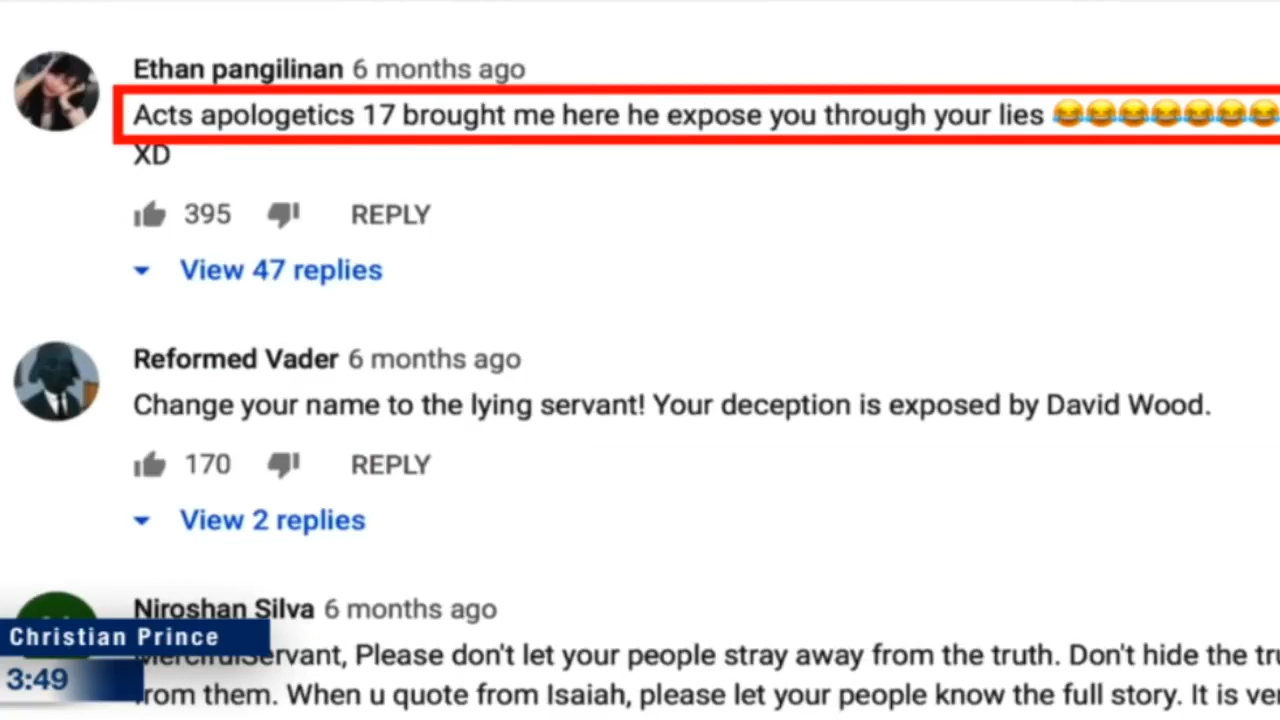 Ethan pangilinan 6 months ago
Acts apologetics 17 brought me here he expose you through your lies 😂😂😂😂😂😂😂
XD
395 REPLY
View 47 replies
Reformed Vader 6 months ago
Change your name to the lying servant! Your deception is exposed by David Wood.
170 REPLY
View 2 replies
Niroshan Silva 6 months ago
Christian Prince
MercifulServant, Please don't let your people stray away from the truth. Don't hide the
3:49
from them. When u quote from Isaiah, please let your people know the full story. It is